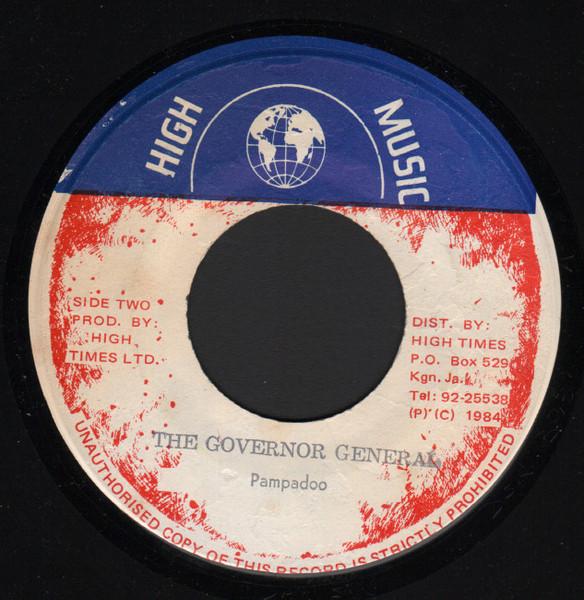 HIGH MUSIC
SIDE TWO
PROD. BY:
HIGH
TIMES LTD.
DIST. BY:
HIGH TIMES
P.O. Box 529
Kgn. Ja.
Tel: 92-25538
(P) (C) 1984
THE GOVERNOR GENERAL
Pampadoo
UNAUTHORISED COPY OF THIS RECORD IS STRICTLY PROHIBITED